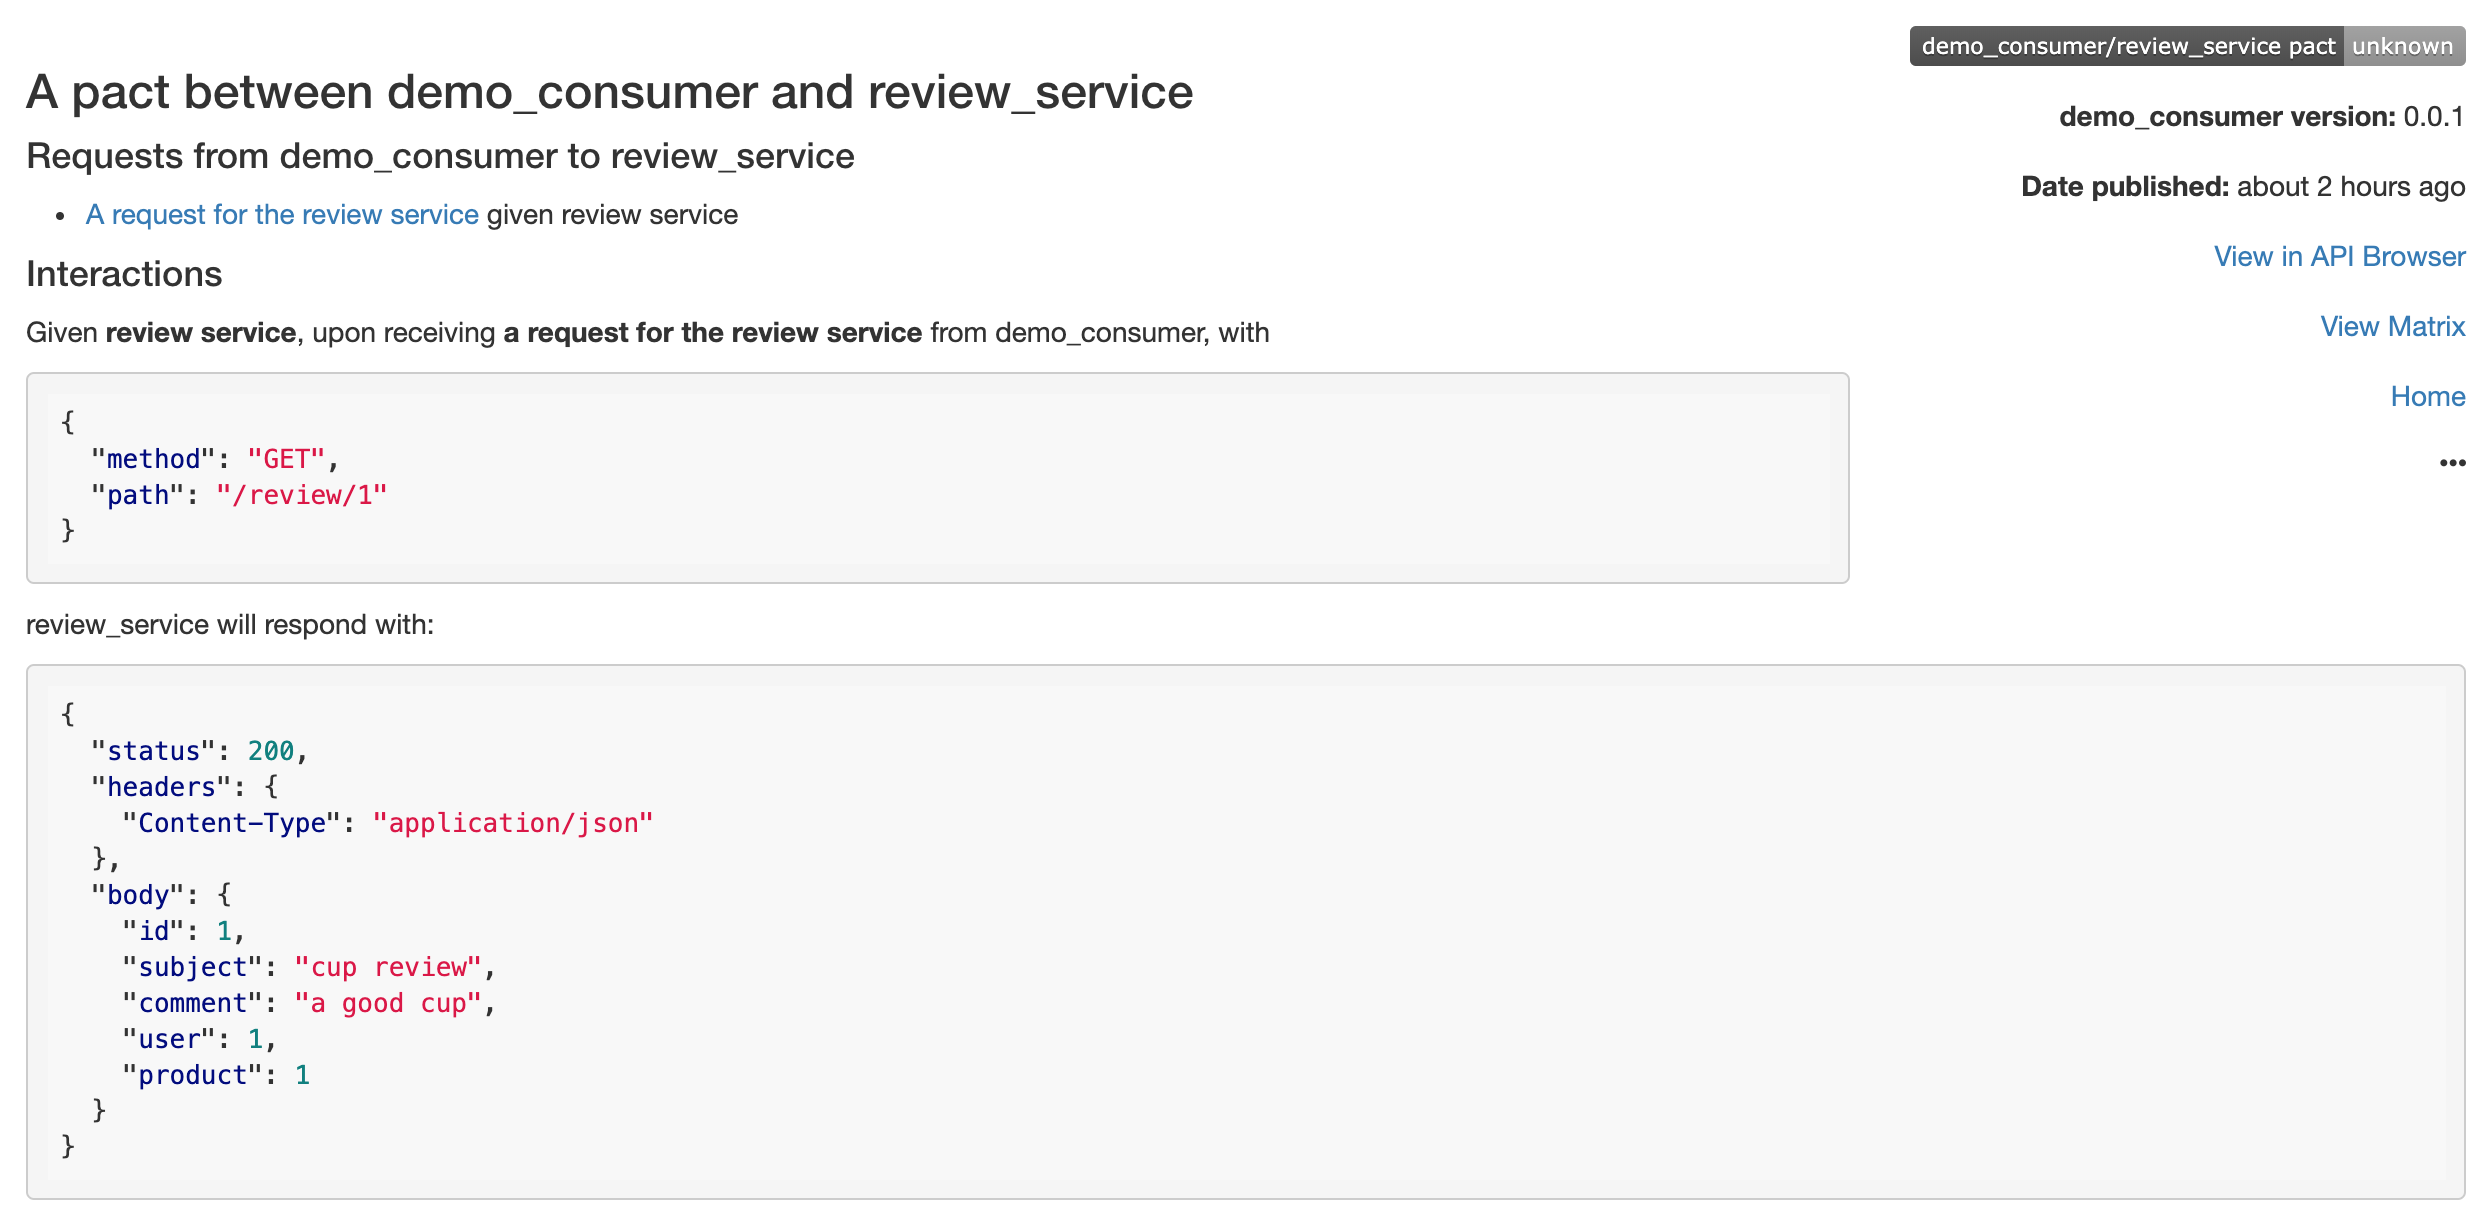 demo_consumer/review_service pact unknown
A pact between demo_consumer and review_service
demo_consumer version: 0.0.1
Requests from demo_consumer to review_service
Date published: about 2 hours ago
• A request for the review service given review service
View in API Browser
Interactions
View Matrix
Given review service, upon receiving a request for the review service from demo_consumer, with
Home
•••
{
  "method": "GET",
  "path": "/review/1"
}
review_service will respond with:
{
  "status": 200,
  "headers": {
    "Content-Type": "application/json"
  },
  "body": {
    "id": 1,
    "subject": "cup review",
    "comment": "a good cup",
    "user": 1,
    "product": 1
  }
}